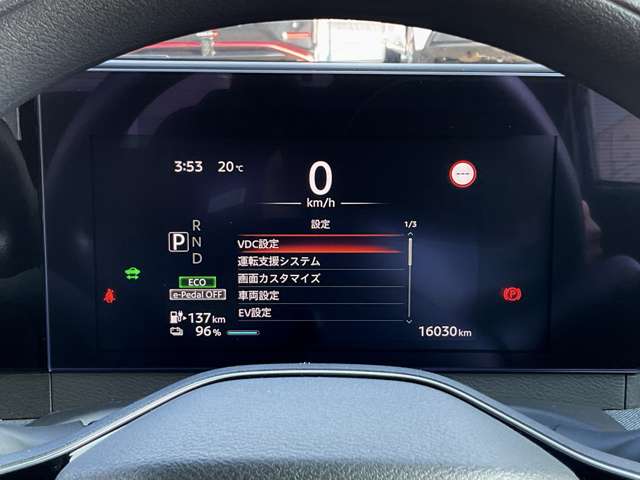 3:53 20℃
0
km/h
---
設定 1/3
R
N
D
P
VDC設定
運転支援システム
画面カスタマイズ
車両設定
EV設定
ECO
e-Pedal OFF
137km
96%
16030km
P